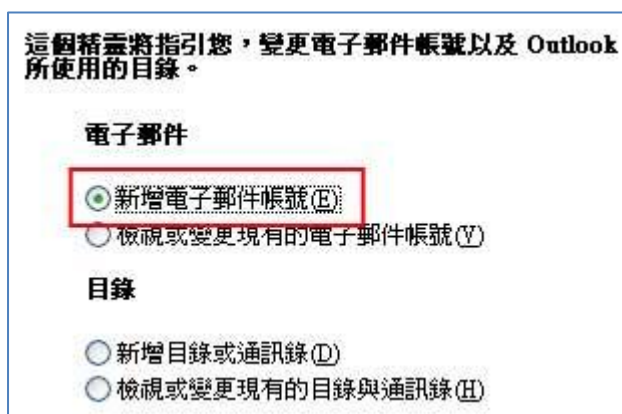 這個精靈將指引您，變更電子郵件帳號以及 Outlook
所使用的目錄。
電子郵件
新增電子郵件帳號(E)
檢視或變更現有的電子郵件帳號(V)
目錄
新增目錄或通訊錄(D)
檢視或變更現有的目錄與通訊錄(H)